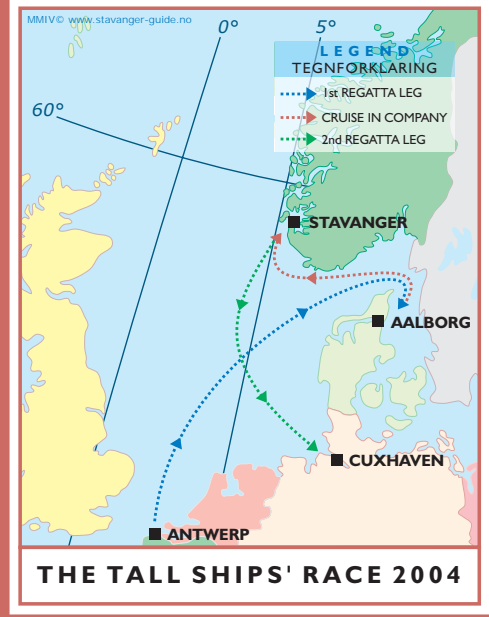 MMIV© www.stavanger-guide.no
0°
5°
LEGEND
TEGNFORKLARING
1st REGATTA LEG
CRUISE IN COMPANY
2nd REGATTA LEG
60°
STAVANGER
AALBORG
CUXHAVEN
ANTWERP
THE TALL SHIPS' RACE 2004